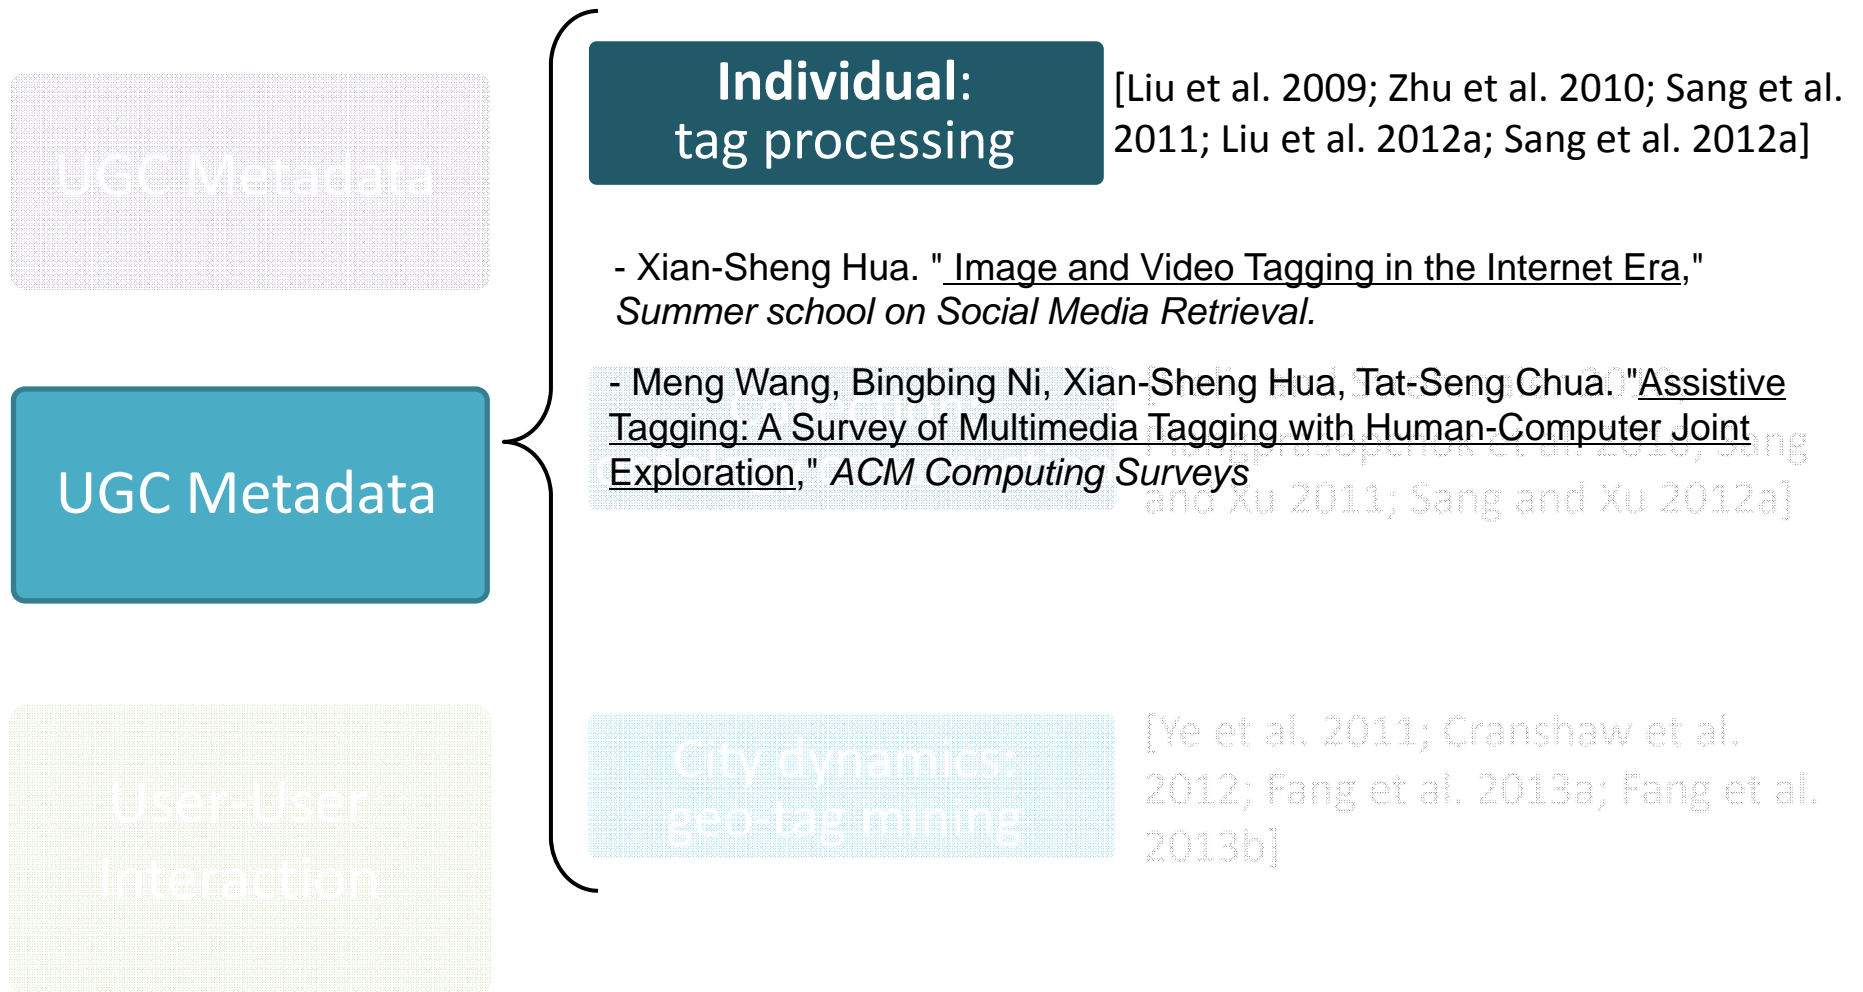 UGC Metadata
Individual:
tag processing
[Liu et al. 2009; Zhu et al. 2010; Sang et al.
2011; Liu et al. 2012a; Sang et al. 2012a]
- Xian-Sheng Hua. " Image and Video Tagging in the Internet Era,"
Summer school on Social Media Retrieval.
UGC Metadata
- Meng Wang, Bingbing Ni, Xian-Sheng Hua, Tat-Seng Chua. "Assistive
Tagging: A Survey of Multimedia Tagging with Human-Computer Joint
Exploration," ACM Computing Surveys
Sang
and Xu 2011; Sang and Xu 2012a]
User-User
Interaction
City dynamics:
geo-tag mining
[Ye et al. 2011; Cranshaw et al.
2012; Fang et al. 2013a; Fang et al.
2013b]